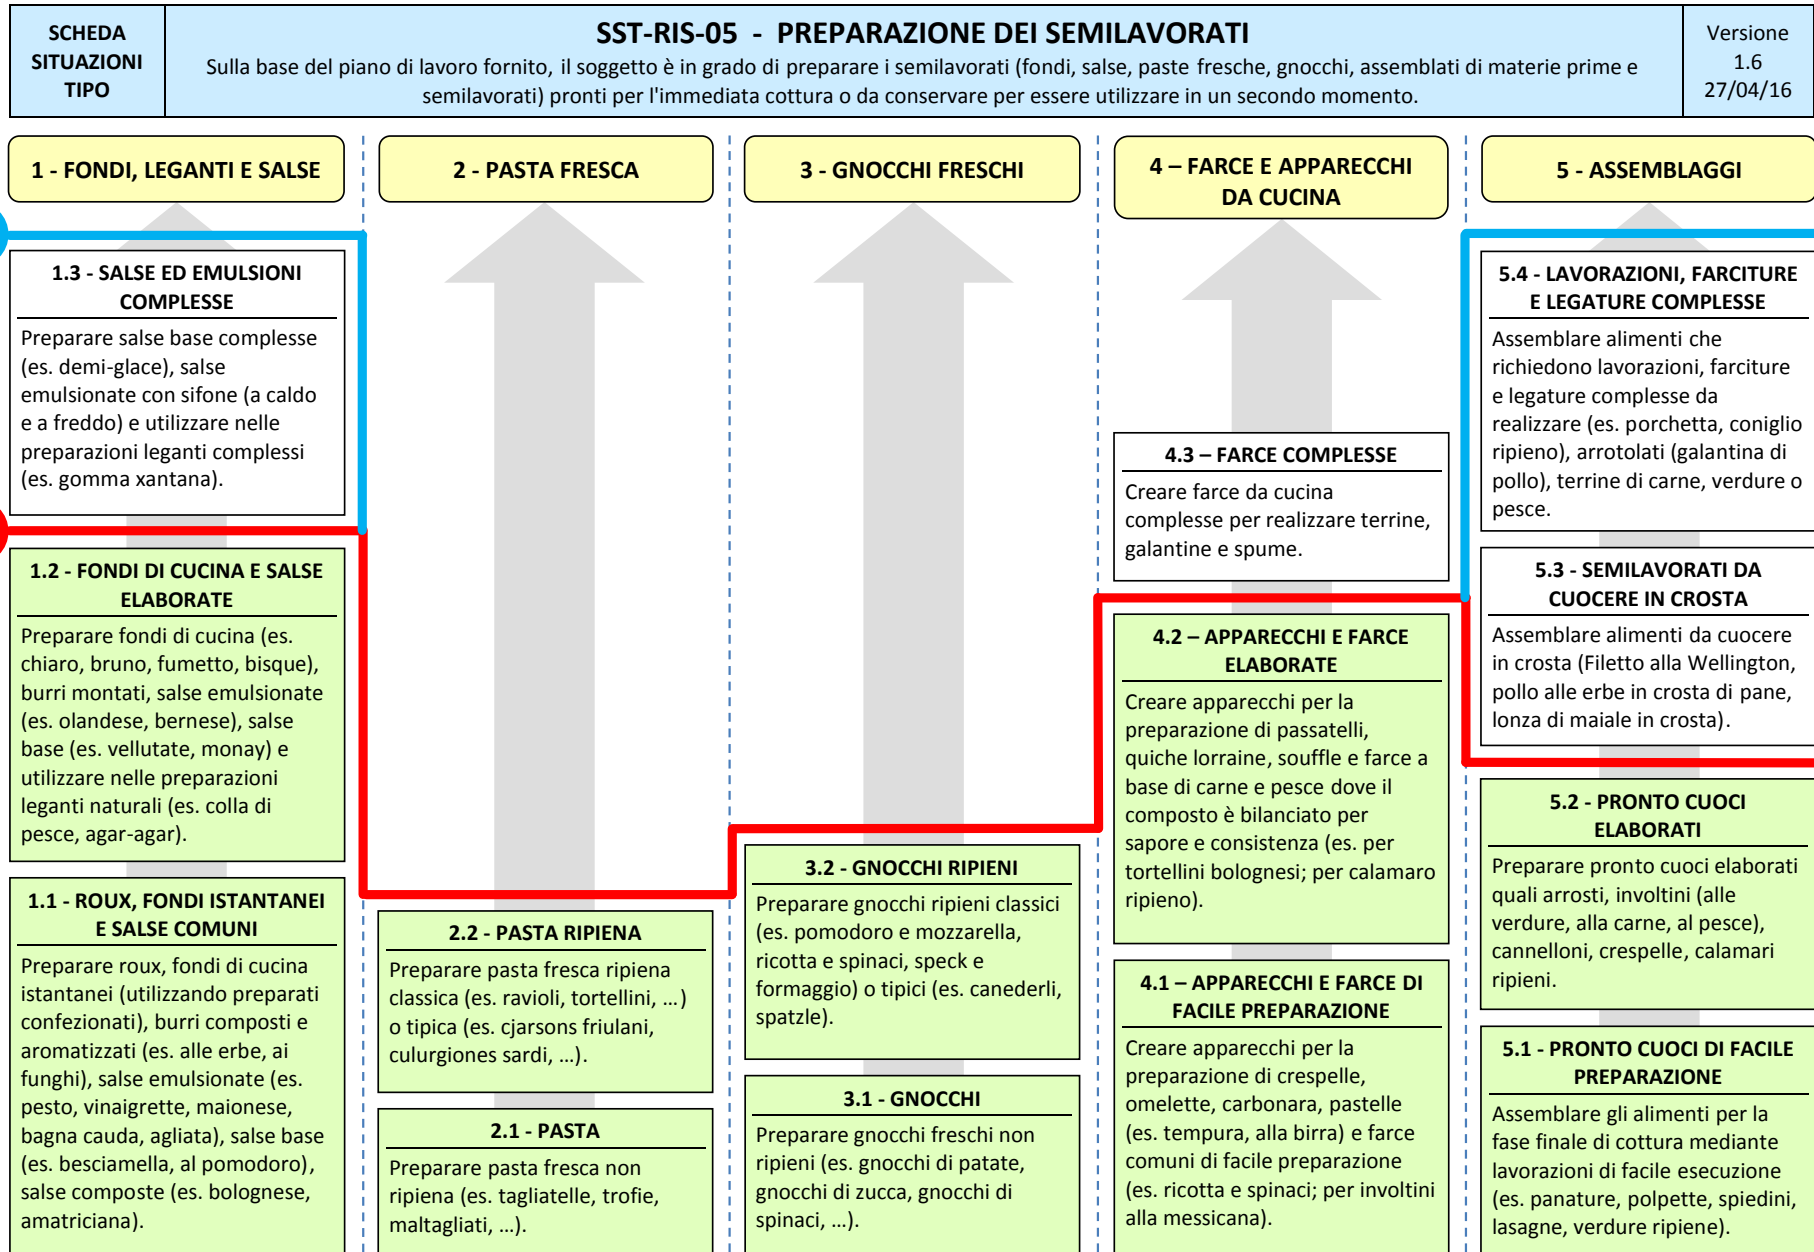 SCHEDA
SITUAZIONI
TIPO
SST-RIS-05 - PREPARAZIONE DEI SEMILAVORATI
Sulla base del piano di lavoro fornito, il soggetto è in grado di preparare i semilavorati (fondi, salse, paste fresche, gnocchi, assemblati di materie prime e
semilavorati) pronti per l'immediata cottura o da conservare per essere utilizzare in un secondo momento.
Versione
1.6
27/04/16
1 - FONDI, LEGANTI E SALSE
1.3 - SALSE ED EMULSIONI
COMPLESSE
Preparare salse base complesse
(es. demi-glace), salse
emulsionate con sifone (a caldo
e a freddo) e utilizzare nelle
preparazioni leganti complessi
(es. gomma xantana).
1.2 - FONDI DI CUCINA E SALSE
ELABORATE
Preparare fondi di cucina (es.
chiaro, bruno, fumetto, bisque),
burri montati, salse emulsionate
(es. olandese, bernese), salse
base (es. vellutate, monay) e
utilizzare nelle preparazioni
leganti naturali (es. colla di
pesce, agar-agar).
1.1 - ROUX, FONDI ISTANTANEI
E SALSE COMUNI
Preparare roux, fondi di cucina
istantanei (utilizzando preparati
confezionati), burri composti e
aromatizzati (es. alle erbe, ai
funghi), salse emulsionate (es.
pesto, vinaigrette, maionese,
bagna cauda, agliata), salse base
(es. besciamella, al pomodoro),
salse composte (es. bolognese,
amatriciana).
2 - PASTA FRESCA
2.2 - PASTA RIPIENA
Preparare pasta fresca ripiena
classica (es. ravioli, tortellini, ...)
o tipica (es. cjarsons friulani,
culurgiones sardi, ...).
2.1 - PASTA
Preparare pasta fresca non
ripiena (es. tagliatelle, trofie,
maltagliati, ...).
3 - GNOCCHI FRESCHI
3.2 - GNOCCHI RIPIENI
Preparare gnocchi ripieni classici
(es. pomodoro e mozzarella,
ricotta e spinaci, speck e
formaggio) o tipici (es. canederli,
spatzle).
3.1 - GNOCCHI
Preparare gnocchi freschi non
ripieni (es. gnocchi di patate,
gnocchi di zucca, gnocchi di
spinaci, ...).
4 – FARCE E APPARECCHI
DA CUCINA
4.3 – FARCE COMPLESSE
Creare farce da cucina
complesse per realizzare terrine,
galantine e spume.
4.2 – APPARECCHI E FARCE
ELABORATE
Creare apparecchi per la
preparazione di passatelli,
quiche lorraine, souffle e farce a
base di carne e pesce dove il
composto è bilanciato per
sapore e consistenza (es. per
tortellini bolognesi; per calamaro
ripieno).
4.1 – APPARECCHI E FARCE DI
FACILE PREPARAZIONE
Creare apparecchi per la
preparazione di crespelle,
omelette, carbonara, pastelle
(es. tempura, alla birra) e farce
comuni di facile preparazione
(es. ricotta e spinaci; per involtini
alla messicana).
5 - ASSEMBLAGGI
5.4 - LAVORAZIONI, FARCITURE
E LEGATURE COMPLESSE
Assemblare alimenti che
richiedono lavorazioni, farciture
e legature complesse da
realizzare (es. porchetta, coniglio
ripieno), arrotolati (galantina di
pollo), terrine di carne, verdure o
pesce.
5.3 - SEMILAVORATI DA
CUOCERE IN CROSTA
Assemblare alimenti da cuocere
in crosta (Filetto alla Wellington,
pollo alle erbe in crosta di pane,
lonza di maiale in crosta).
5.2 - PRONTO CUOCI
ELABORATI
Preparare pronto cuoci elaborati
quali arrosti, involtini (alle
verdure, alla carne, al pesce),
cannelloni, crespelle, calamari
ripieni.
5.1 - PRONTO CUOCI DI FACILE
PREPARAZIONE
Assemblare gli alimenti per la
fase finale di cottura mediante
lavorazioni di facile esecuzione
(es. panature, polpette, spiedini,
lasagne, verdure ripiene).